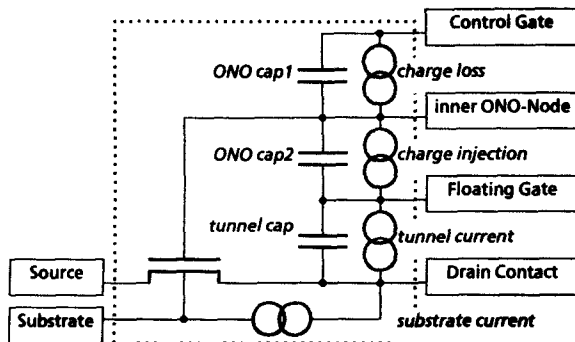 Control Gate
ONO cap1
charge loss
inner ONO-Node
ONO cap2
charge injection
Floating Gate
tunnel cap
tunnel current
Source
Drain Contact
Substrate
substrate current